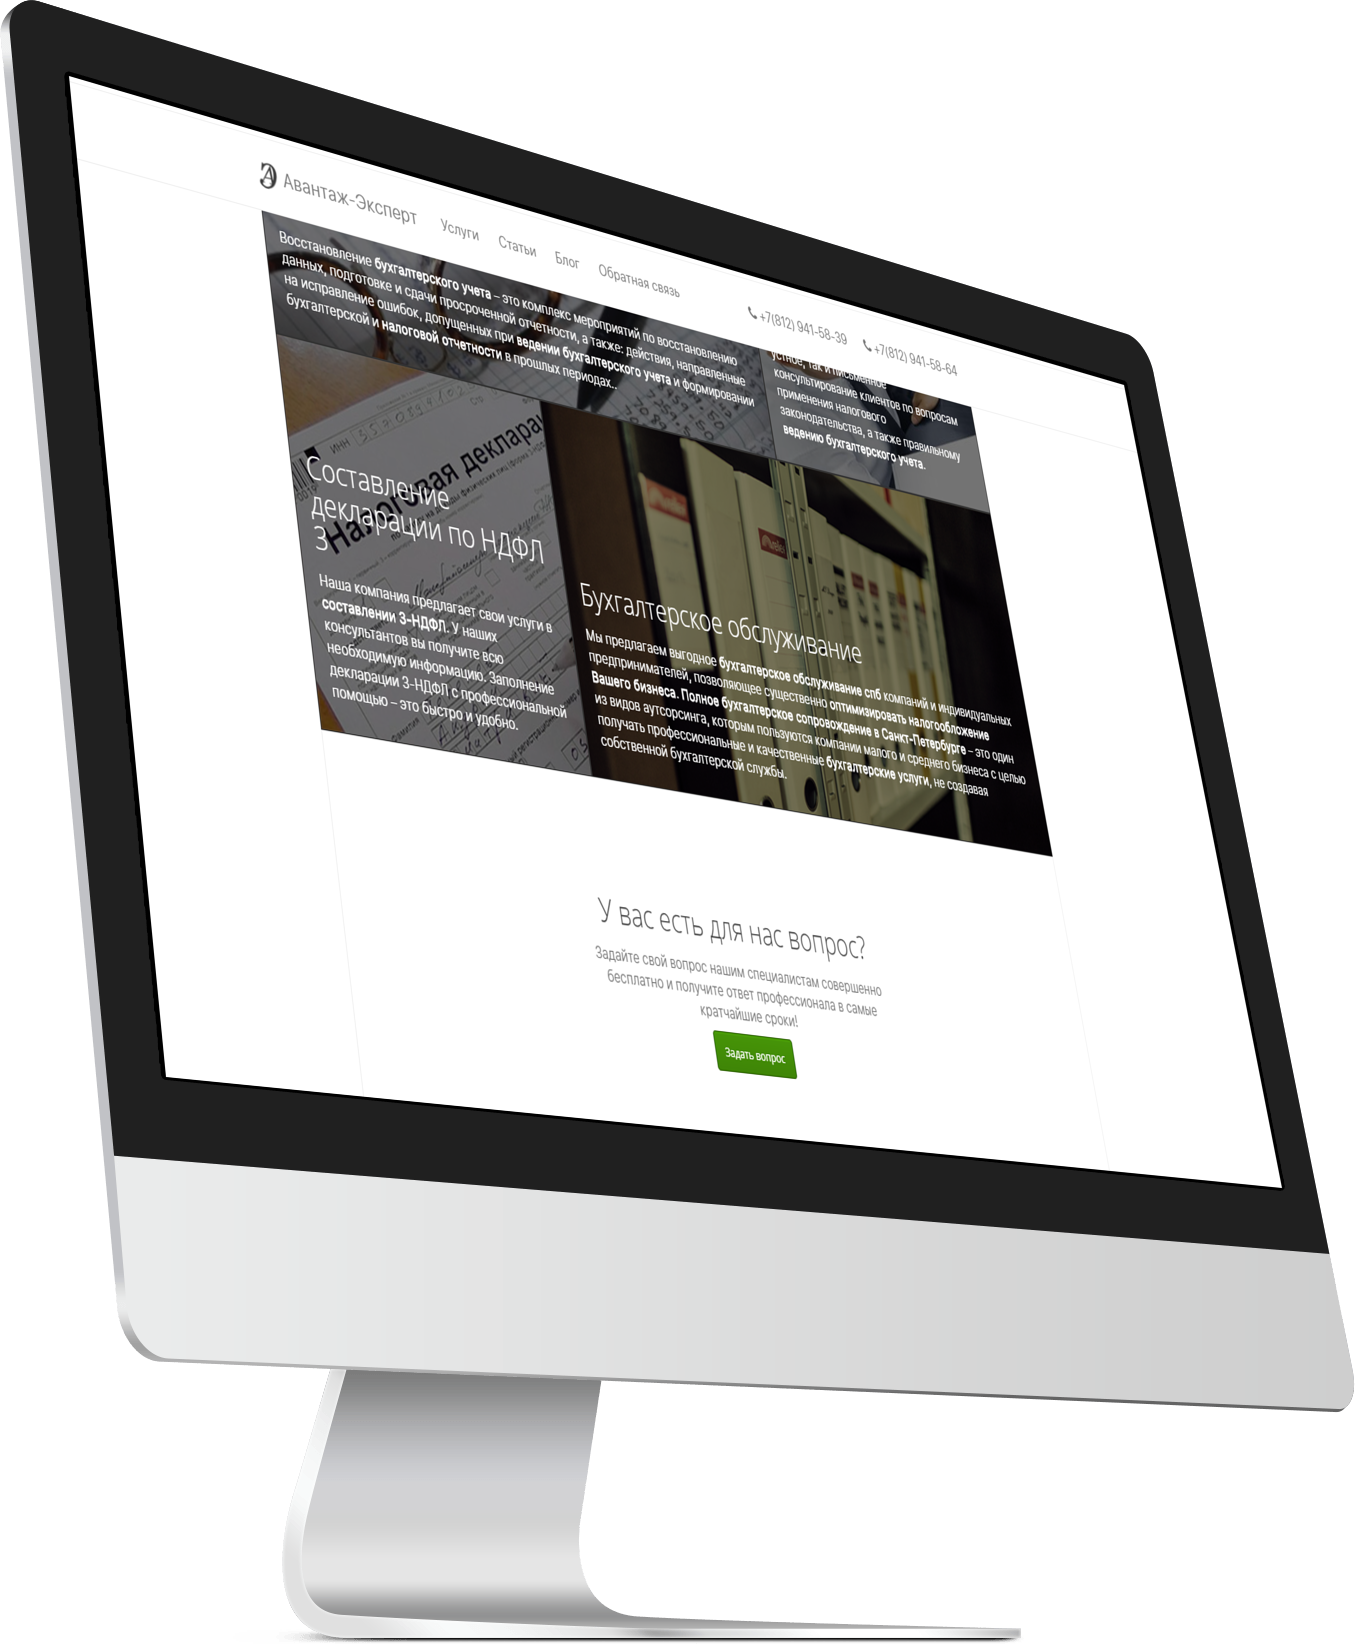 Авантаж-Эксперт
Услуги
Статьи
Блог
Обратная связь
+7(812) 941-58-39
+7(812) 941-58-64
Восстановление бухгалтерского учета – это комплекс мероприятий по восстановлению
данных, подготовке и сдачи просроченной отчетности, а также: действия, направленные
на исправление ошибок, допущенных при ведении бухгалтерского учета и формировании
бухгалтерской и налоговой отчетности в прошлых периодах..
устное, так и письменное
консультирование клиентов по вопросам
применения налогового
законодательства, а также правильному
ведению бухгалтерского учета.
ИНН
Налоговая деклара
Составление
декларации по НДФЛ
3
Наша компания предлагает свои услуги в
составлении 3-НДФЛ. У наших
консультантов вы получите всю
необходимую информацию. Заполнение
декларации 3-НДФЛ с профессиональной
помощью – это быстро и удобно.
Бухгалтерское обслуживание
Мы предлагаем выгодное бухгалтерское обслуживание спб компаний и индивидуальных
предпринимателей, позволяющее существенно оптимизировать налогообложение
Вашего бизнеса. Полное бухгалтерское сопровождение в Санкт-Петербурге – это один
из видов аутсорсинга, которым пользуются компании малого и среднего бизнеса с целью
получать профессиональные и качественные бухгалтерские услуги, не создавая
собственной бухгалтерской службы.
У вас есть для нас вопрос?
Задайте свой вопрос нашим специалистам совершенно
бесплатно и получите ответ профессионала в самые
кратчайшие сроки!
Задать вопрос